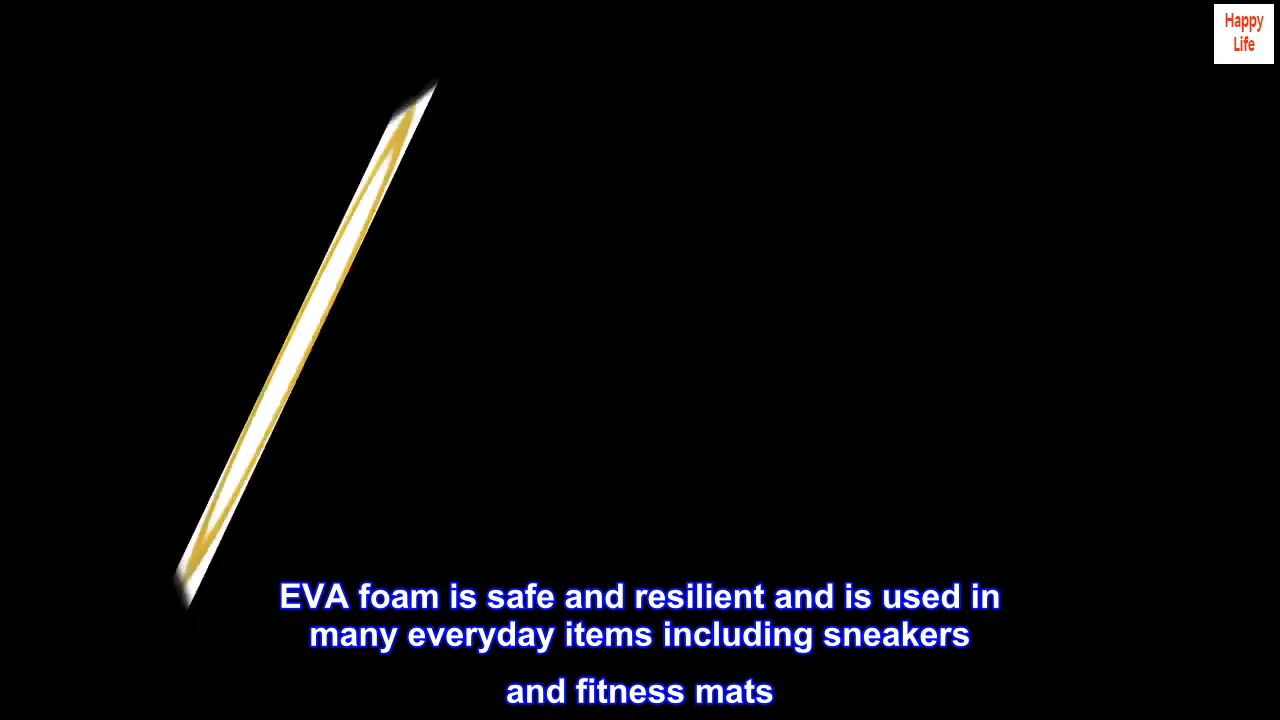 Happy
Life
EVA foam is safe and resilient and is used in
many everyday items including sneakers
and fitness mats